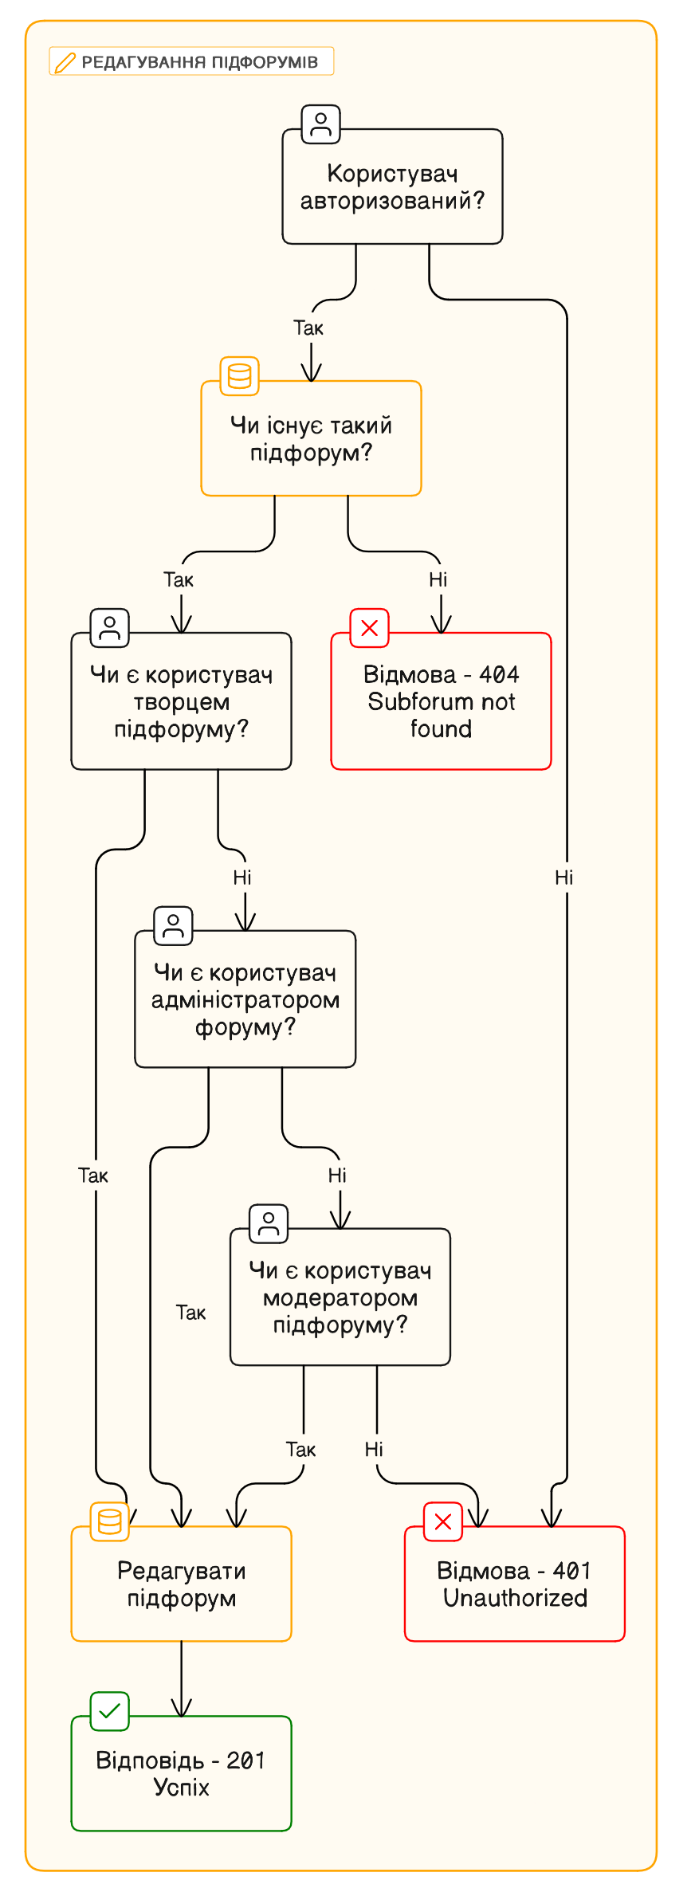 РЕДАГУВАННЯ ПІДФОРУМІВ
Користувач
авторизований?
Так
Чи існує такий
підфорум?
Так
Ні
Чи є користувач
творцем
підфоруму?
Відмова - 404
Subforum not
found
Ні
Ні
Чи є користувач
адміністратором
форуму?
Так
Ні
Чи є користувач
модератором
підфоруму?
Так
Так
Ні
Редагувати
підфорум
Відмова - 401
Unauthorized
Відповідь - 201
Успіх